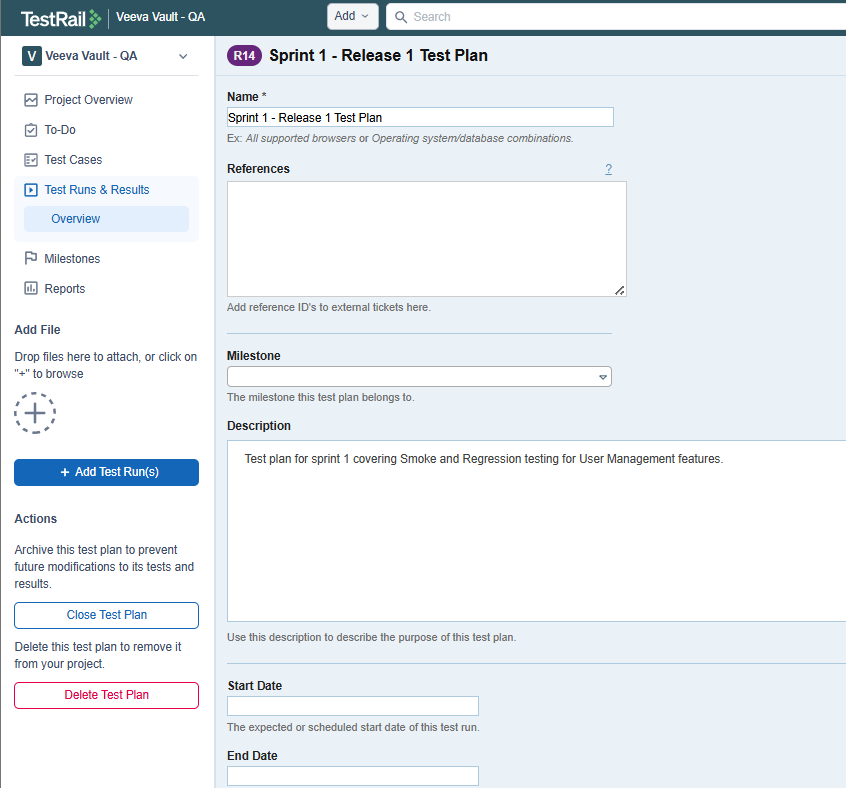 TestRail
Veeva Vault - QA
Add
Search
V
Veeva Vault - QA
Project Overview
To-Do
Test Cases
Test Runs & Results
Overview
Milestones
Reports
Add File
Drop files here to attach, or click on
"+" to browse
+ Add Test Run(s)
Actions
Archive this test plan to prevent
future modifications to its tests and
results.
Close Test Plan
Delete this test plan to remove it
from your project.
Delete Test Plan
R14 Sprint 1 - Release 1 Test Plan
Name *
Sprint 1 - Release 1 Test Plan
Ex: All supported browsers or Operating system/database combinations.
References ?
Add reference ID's to external tickets here.
Milestone
The milestone this test plan belongs to.
Description
Test plan for sprint 1 covering Smoke and Regression testing for User Management features.
Use this description to describe the purpose of this test plan.
Start Date
The expected or scheduled start date of this test run.
End Date